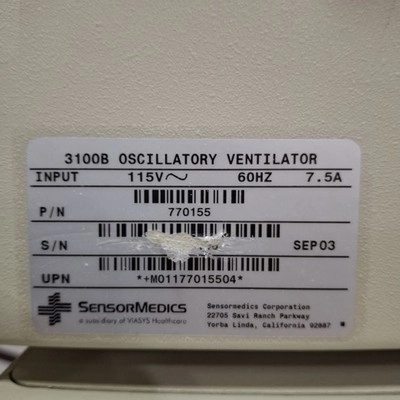 3100B OSCILLATORY VENTILATOR
INPUT 115V~ 60HZ 7.5A
P/N 770155
S/N SEP03
UPN *+M01177015504*
SENSORMEDICS
a subsidiary of VIASYS Healthcare
Sensormedics Corporation
22705 Savi Ranch Parkway
Yorba Linda, California 92887 *